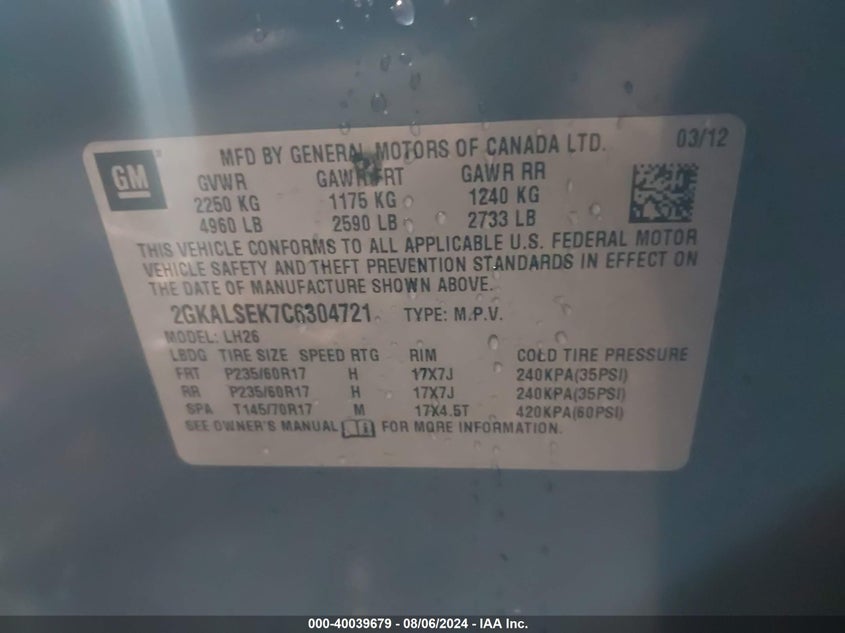 GM
MFD BY GENERAL MOTORS OF CANADA LTD. 03/12
GVWR GAWR FRT GAWR RR
2250 KG 1175 KG 1240 KG
4960 LB 2590 LB 2733 LB
THIS VEHICLE CONFORMS TO ALL APPLICABLE U.S. FEDERAL MOTOR
VEHICLE SAFETY AND THEFT PREVENTION STANDARDS IN EFFECT ON
THE DATE OF MANUFACTURE SHOWN ABOVE.
2GKALSEK7C6304721 TYPE: M.P.V.
MODEL: LH26
LBDG TIRE SIZE SPEED RTG RIM COLD TIRE PRESSURE
FRT P235/60R17 H 17X7J 240KPA(35PSI)
RR P235/60R17 H 17X7J 240KPA(35PSI)
SPA T145/70R17 M 17X4.5T 420KPA(60PSI)
SEE OWNER'S MANUAL FOR MORE INFORMATION.
000-40039679 - 08/06/2024 - IAA Inc.